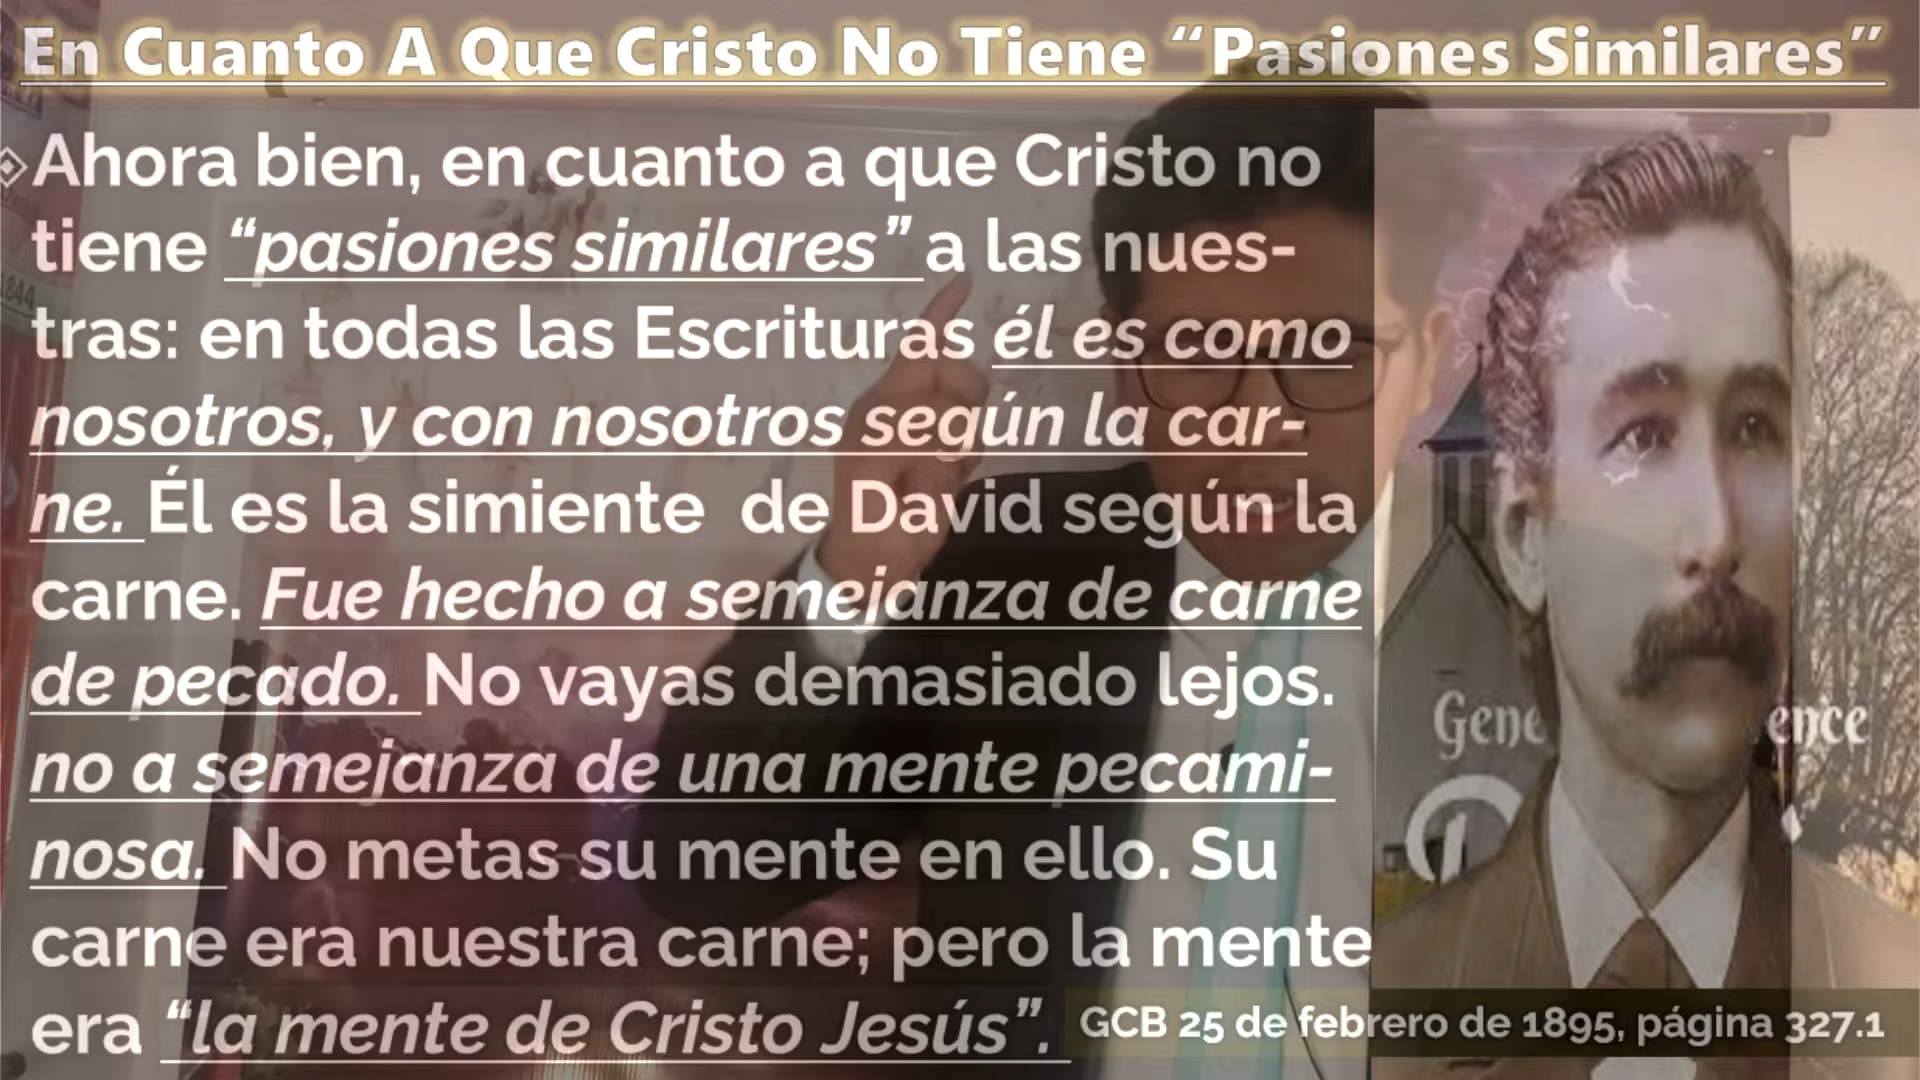 En Cuanto A Que Cristo No Tiene “Pasiones Similares”
Ahora bien, en cuanto a que Cristo no
tiene “pasiones similares” a las nues-
tras: en todas las Escrituras él es como
nosotros, y con nosotros según la car-
ne. Él es la simiente de David según la
carne. Fue hecho a semejanza de carne
de pecado. No vayas demasiado lejos.
no a semejanza de una mente pecami-
nosa. No metas su mente en ello. Su
carne era nuestra carne; pero la mente
era “la mente de Cristo Jesús”.
GCB 25 de febrero de 1895, página 327.1
1844
Gene
ence